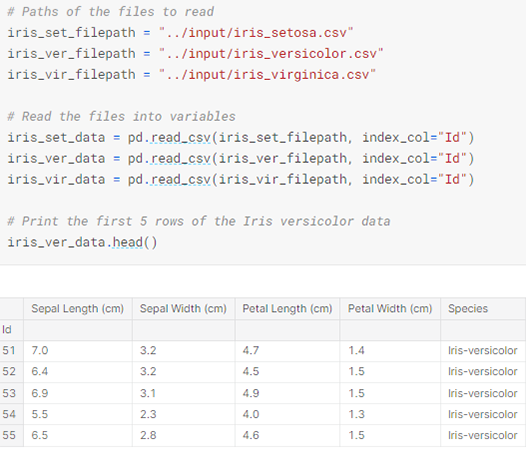 # Paths of the files to read
iris_set_filepath = "../input/iris_setosa.csv"
iris_ver_filepath = "../input/iris_versicolor.csv"
iris_vir_filepath = "../input/iris_virginica.csv"
# Read the files into variables
iris_set_data = pd.read_csv(iris_set_filepath, index_col="Id")
iris_ver_data = pd.read_csv(iris_ver_filepath, index_col="Id")
iris_vir_data = pd.read_csv(iris_vir_filepath, index_col="Id")
# Print the first 5 rows of the Iris versicolor data
iris_ver_data.head()
Sepal Length (cm) Sepal Width (cm) Petal Length (cm) Petal Width (cm) Species
Id
51 7.0 3.2 4.7 1.4 Iris-versicolor
52 6.4 3.2 4.5 1.5 Iris-versicolor
53 6.9 3.1 4.9 1.5 Iris-versicolor
54 5.5 2.3 4.0 1.3 Iris-versicolor
55 6.5 2.8 4.6 1.5 Iris-versicolor